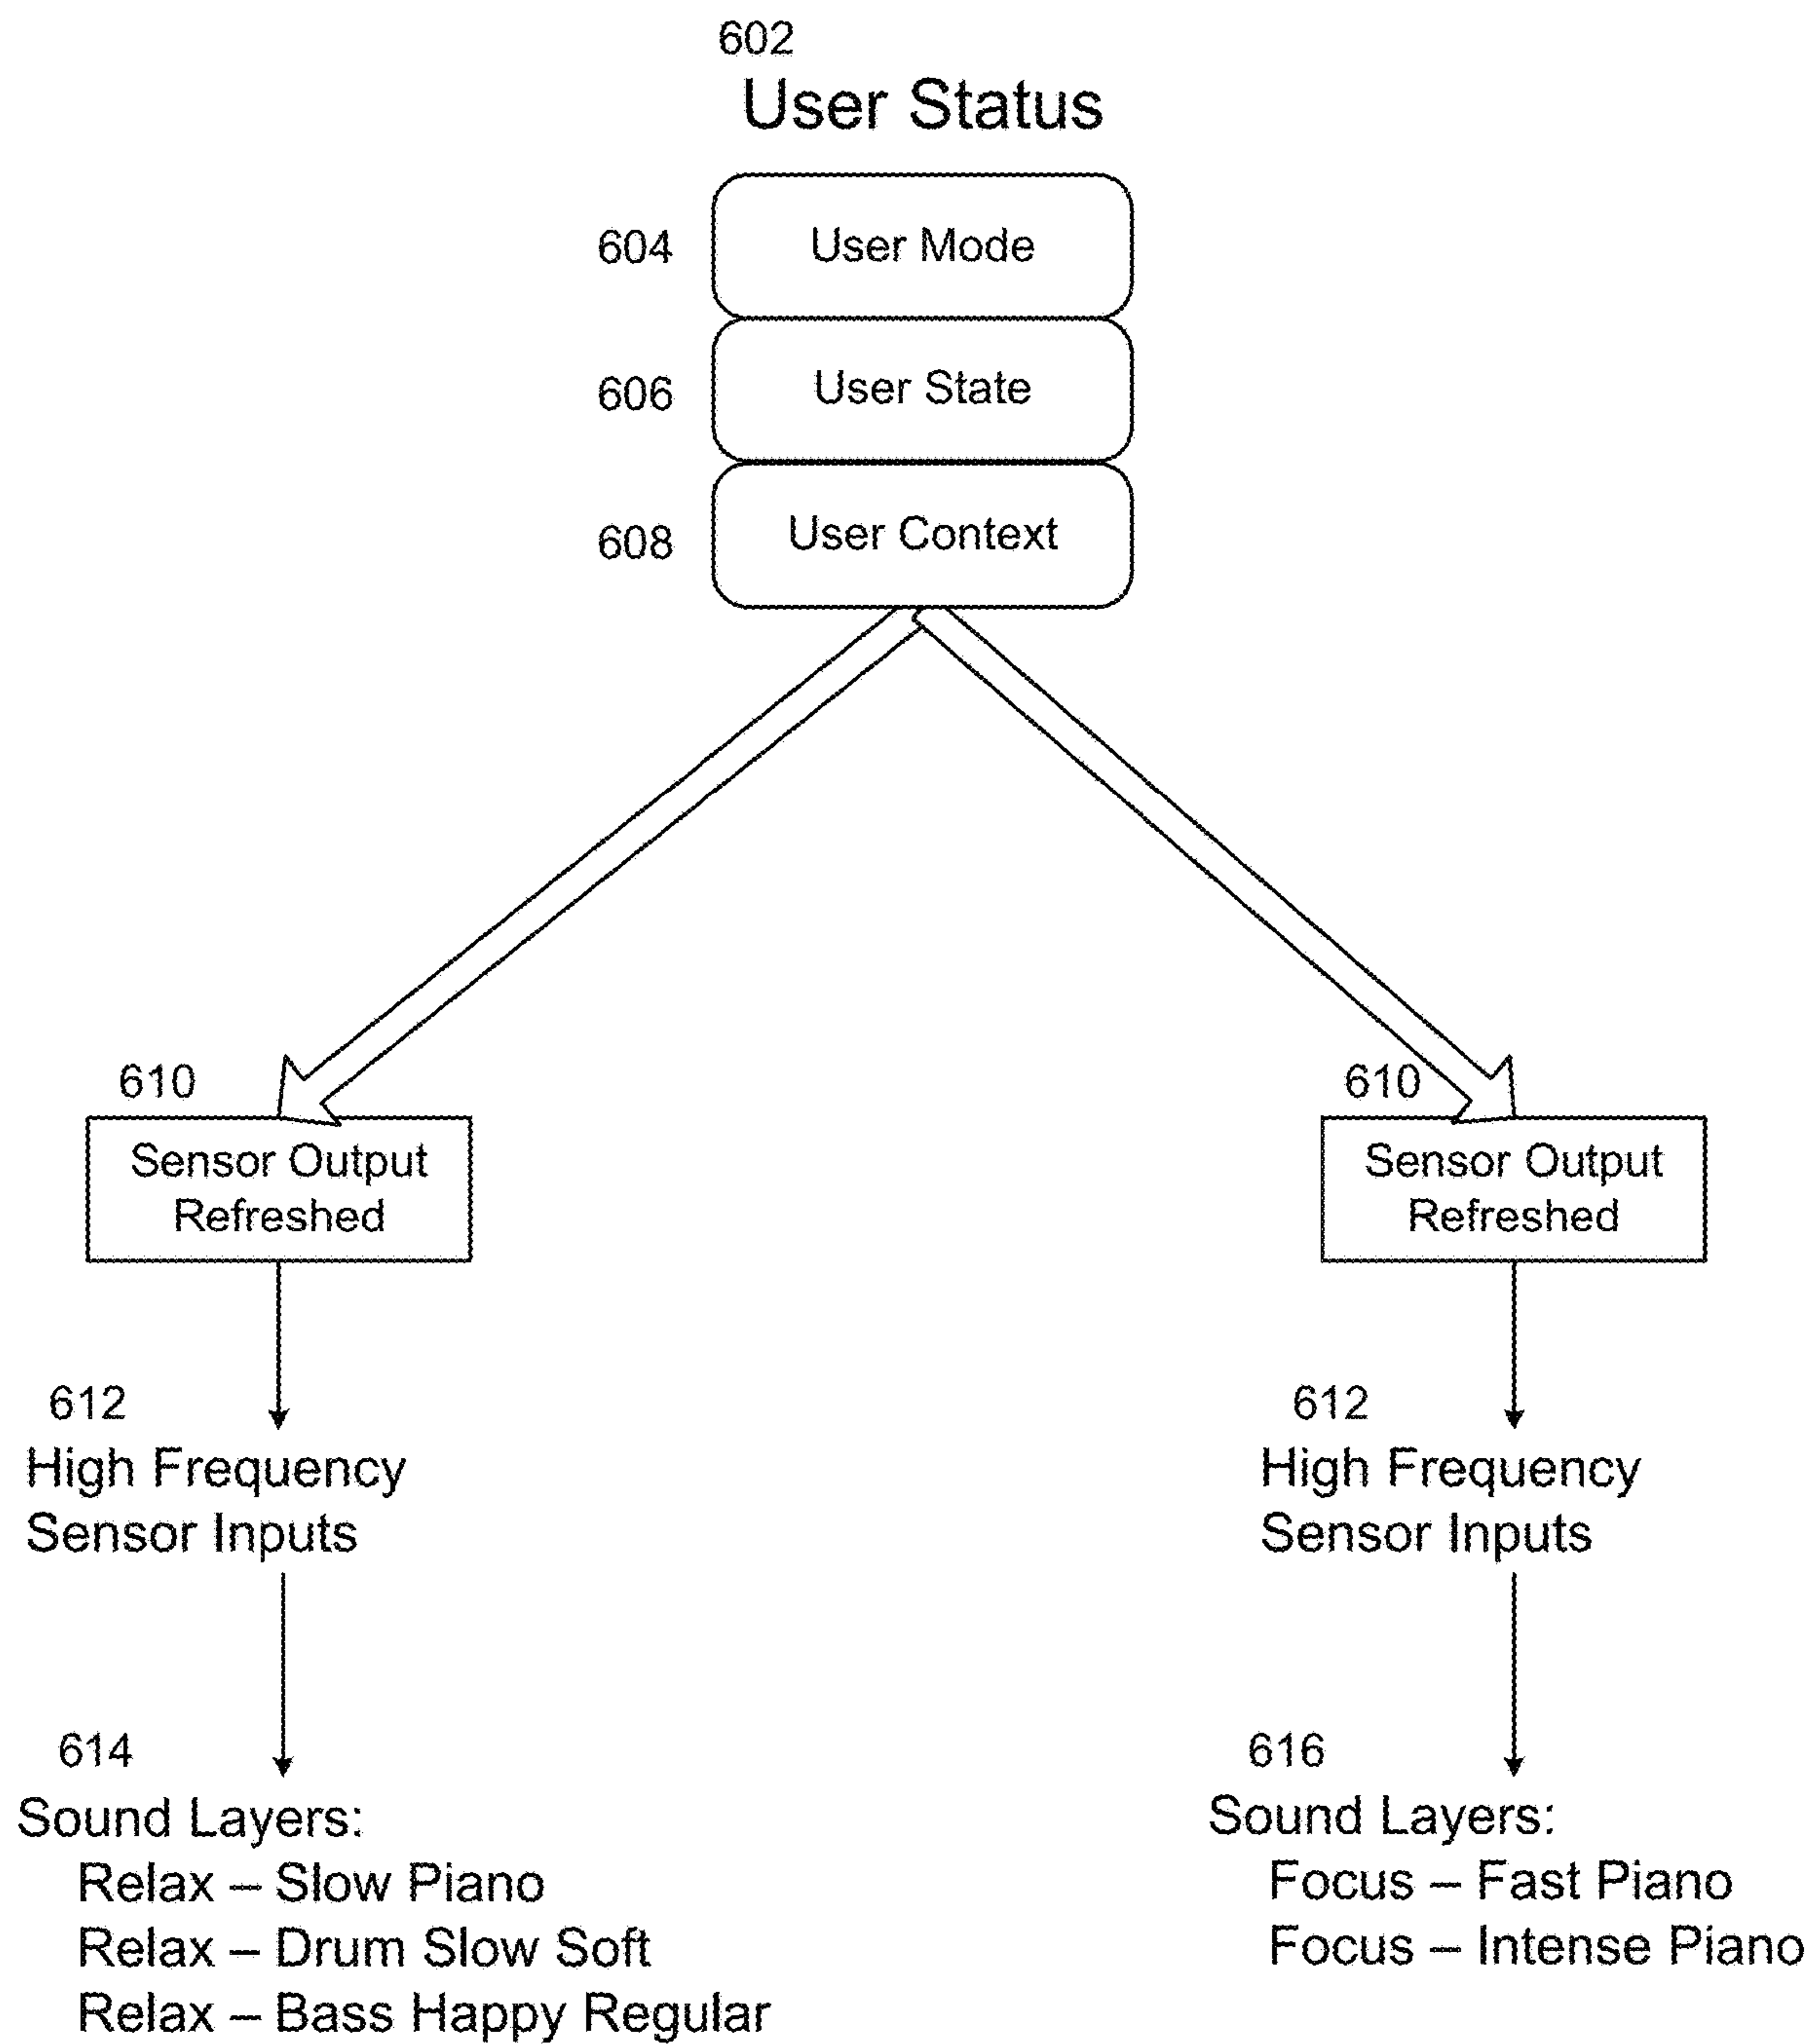 602
User Status
604
User Mode
606
User State
608
User Context
610
Sensor Output
Refreshed
612
High Frequency
Sensor Inputs
614
Sound Layers:
Relax – Slow Piano
Relax – Drum Slow Soft
Relax – Bass Happy Regular
610
Sensor Output
Refreshed
612
High Frequency
Sensor Inputs
616
Sound Layers:
Focus – Fast Piano
Focus – Intense Piano